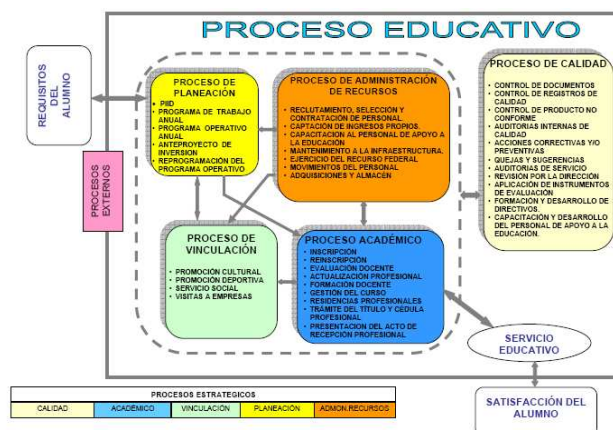 PROCESO EDUCATIVO
REQUISITOS
DEL
ALUMNO
PROCESOS
EXTERNOS
PROCESO DE
PLANEACIÓN
• PIID
• PROGRAMA DE TRABAJO
ANUAL
• PROGRAMA OPERATIVO
ANUAL
• ANTEPROYECTO DE
INVERSION
• REPROGRAMACIÓN DEL
PROGRAMA OPERATIVO
PROCESO DE ADMINISTRACIÓN
DE RECURSOS
• RECLUTAMIENTO, SELECCIÓN Y
CONTRATACIÓN DE PERSONAL.
• CAPTACIÓN DE INGRESOS PROPIOS.
• CAPACITACION AL PERSONAL DE APOYO A
LA EDUCACIÓN
• MANTENIMIENTO A LA INFRAESTRUCTURA.
• EJERCICIO DEL RECURSO FEDERAL
• MOVIMIENTOS DEL PERSONAL
• ADQUISICIONES Y ALMACÉN
PROCESO DE CALIDAD
• CONTROL DE DOCUMENTOS
• CONTROL DE REGISTROS DE
CALIDAD
• CONTROL DE PRODUCTO NO
CONFORME
• AUDITORIAS INTERNAS DE
CALIDAD
• ACCIONES CORRECTIVAS Y/O
PREVENTIVAS
• QUEJAS Y SUGERENCIAS
• AUDITORIAS DE SERVICIO
• REVISIÓN POR LA DIRECCIÓN
• APLICACIÓN DE INSTRUMENTOS
DE EVALUACIÓN
• FORMACIÓN Y DESARROLLO DE
DIRECTIVOS.
• CAPACITACIÓN Y DESARROLLO
DEL PERSONAL DE APOYO A LA
EDUCACIÓN.
PROCESO DE
VINCULACIÓN
• PROMOCIÓN CULTURAL
• PROMOCIÓN DEPORTIVA
• SERVICIO SOCIAL
• VISITAS A EMPRESAS
PROCESO ACADÉMICO
• INSCRIPCIÓN
• REINSCRIPCIÓN
• EVALUACIÓN DOCENTE
• ACTUALIZACIÓN PROFESIONAL
• FORMACIÓN DOCENTE
• GESTIÓN DEL CURSO
• RESIDENCIAS PROFESIONALES
• TRÁMITE DEL TÍTULO Y CÉDULA
PROFESIONAL
• PRESENTACION DEL ACTO DE
RECEPCIÓN PROFESIONAL
SERVICIO
EDUCATIVO
SATISFACCIÓN DEL
ALUMNO
PROCESOS ESTRATEGICOS
CALIDAD ACADÉMICO VINCULACIÓN PLANEACIÓN ADMON.RECURSOS